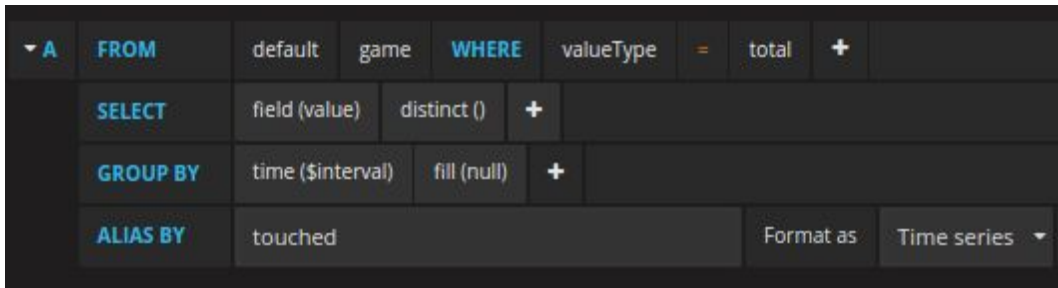 A FROM default game WHERE valueType = total +
SELECT field (value) distinct () +
GROUP BY time ($interval) fill (null) +
ALIAS BY touched Format as Time series